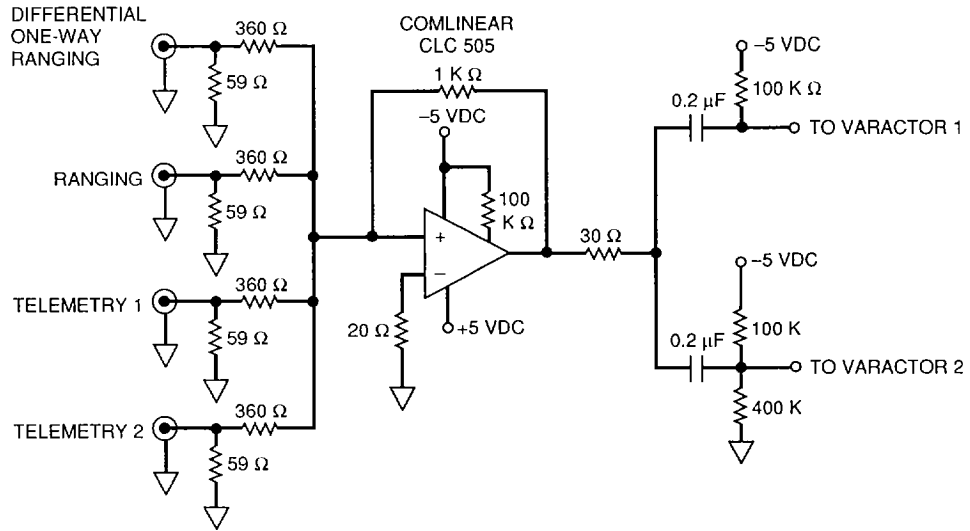 DIFFERENTIAL
ONE-WAY
RANGING
360 Ω
59 Ω
COMLINEAR
CLC 505
1 K Ω
–5 VDC
–5 VDC
100 K Ω
0.2 µF
TO VARACTOR 1
RANGING
360 Ω
59 Ω
100
K Ω
+
–
30 Ω
20 Ω
+5 VDC
TELEMETRY 1
360 Ω
59 Ω
–5 VDC
100 K
0.2 µF
TO VARACTOR 2
400 K
TELEMETRY 2
360 Ω
59 Ω